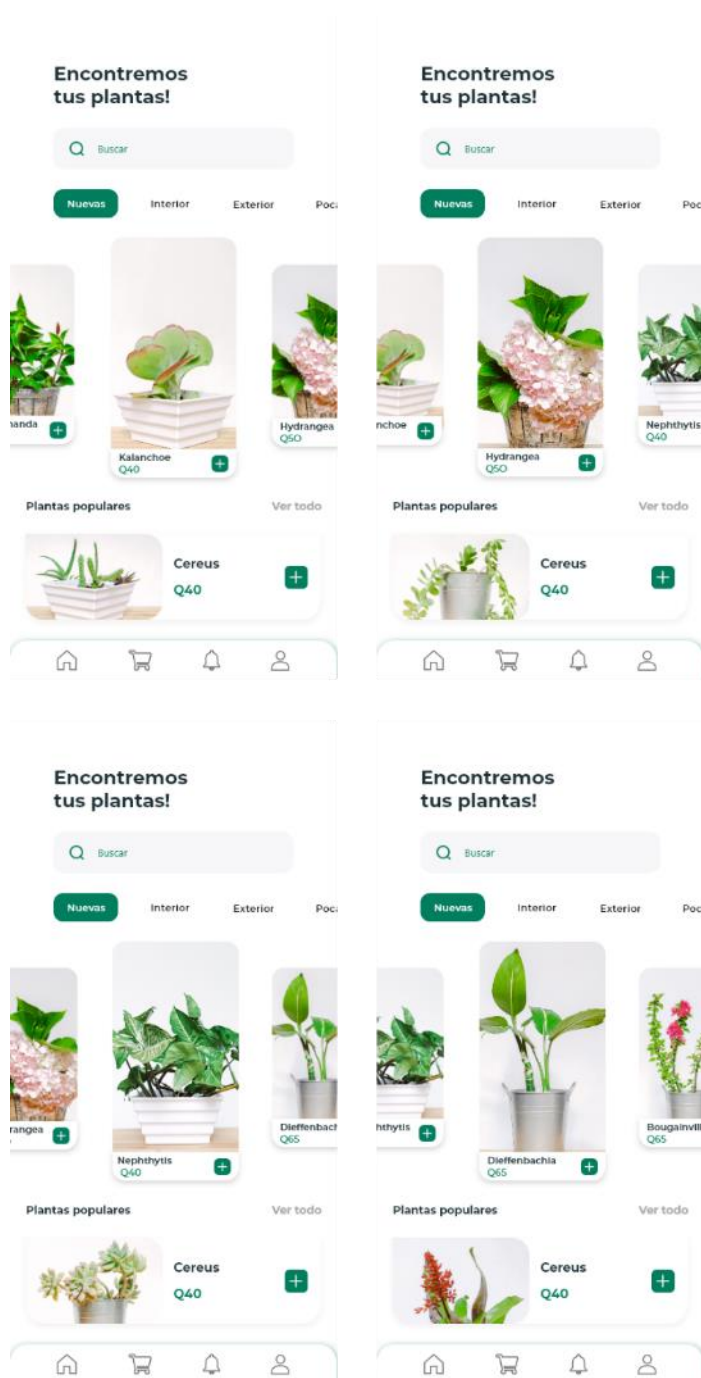 Encontremos
tus plantas!
Buscar
Nuevas Interior Exterior
Hydrangea
Q50
Kalanchoe
Q40
Plantas populares Ver todo
Cereus
Q40
Encontremos
tus plantas!
Buscar
Nuevas Interior Exterior
Nephthytis
Q40
Hydrangea
Q50
Plantas populares Ver todo
Cereus
Q40
Encontremos
tus plantas!
Buscar
Nuevas Interior Exterior
Dieffenbach
Q65
Nephthytis
Q40
Plantas populares Ver todo
Cereus
Q40
Encontremos
tus plantas!
Buscar
Nuevas Interior Exterior
Bougainvill
Q65
Dieffenbachia
Q65
Plantas populares Ver todo
Cereus
Q40